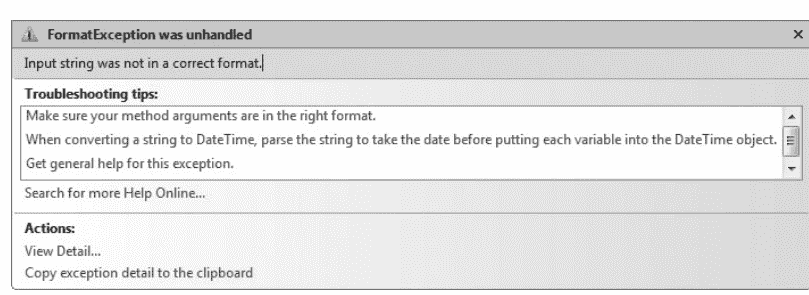 FormatException was unhandled
Input string was not in a correct format.
Troubleshooting tips:
Make sure your method arguments are in the right format.
When converting a string to DateTime, parse the string to take the date before putting each variable into the DateTime object.
Get general help for this exception.
Search for more Help Online...
Actions:
View Detail...
Copy exception detail to the clipboard